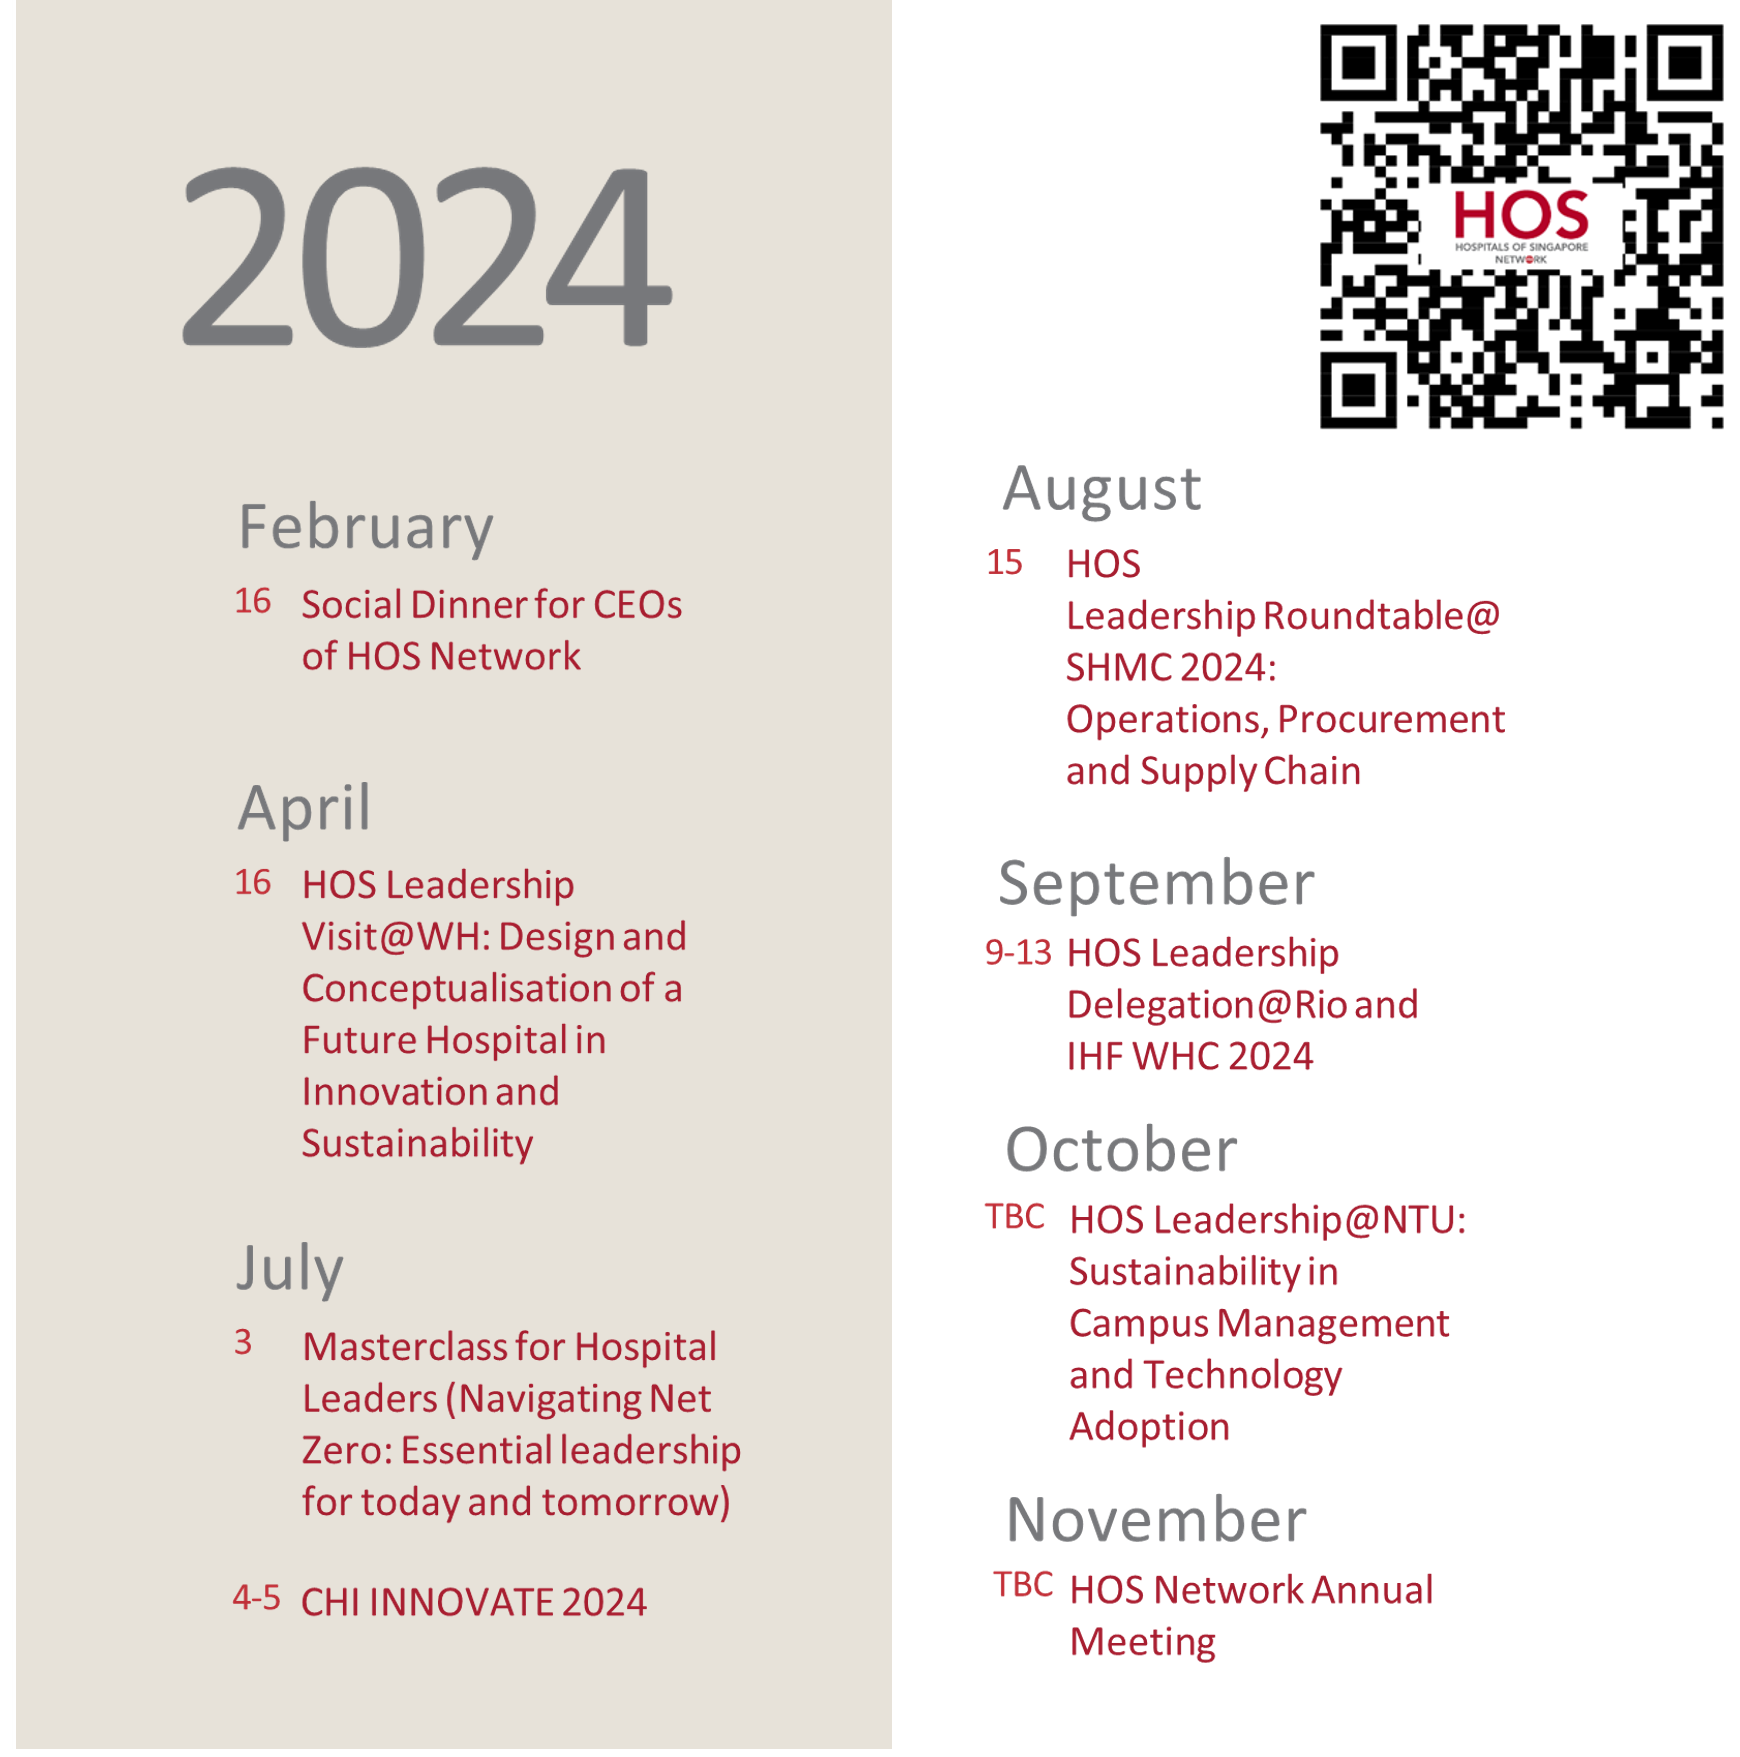 2024
February
16 Social Dinner for CEOs
of HOS Network
April
16 HOS Leadership
Visit@WH: Design and
Conceptualisation of a
Future Hospital in
Innovation and
Sustainability
July
3 Masterclass for Hospital
Leaders (Navigating Net
Zero: Essential leadership
for today and tomorrow)
4-5 CHI INNOVATE 2024
HOS
HOSPITALS OF SINGAPORE
NETWORK
August
15 HOS
Leadership Roundtable@
SHMC 2024:
Operations, Procurement
and Supply Chain
September
9-13 HOS Leadership
Delegation@Rio and
IHF WHC 2024
October
TBC HOS Leadership@NTU:
Sustainability in
Campus Management
and Technology
Adoption
November
TBC HOS Network Annual
Meeting